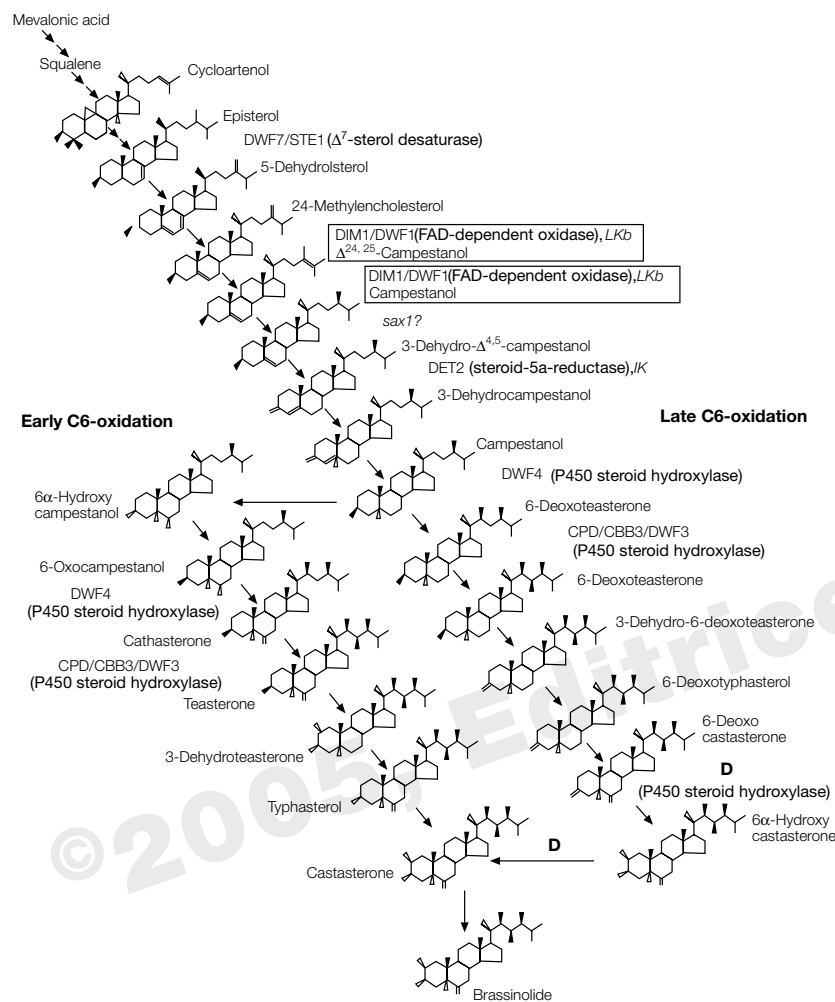 Mevalonic acid
Squalene
Cycloartenol
Episterol
DWF7/STE1 (Δ⁷-sterol desaturase)
5-Dehydrolsterol
24-Methylencholesterol
DIM1/DWF1(FAD-dependent oxidase), LKb
Δ²⁴, ²⁵-Campestanol
DIM1/DWF1(FAD-dependent oxidase),LKb
Campestanol
sax1?
3-Dehydro-Δ⁴,⁵-campestanol
DET2 (steroid-5a-reductase),lK
3-Dehydrocampestanol
Early C6-oxidation
Late C6-oxidation
Campestanol
DWF4 (P450 steroid hydroxylase)
6α-Hydroxy
campestanol
6-Deoxoteasterone
CPD/CBB3/DWF3
(P450 steroid hydroxylase)
6-Oxocampestanol
6-Deoxoteasterone
DWF4
(P450 steroid hydroxylase)
3-Dehydro-6-deoxoteasterone
Cathasterone
CPD/CBB3/DWF3
(P450 steroid hydroxylase)
Teasterone
6-Deoxotyphasterol
6-Deoxo
castasterone
3-Dehydroteasterone
D
(P450 steroid hydroxylase)
Typhasterol
6α-Hydroxy
castasterone
D
Castasterone
Brassinolide
©2005, Editrice